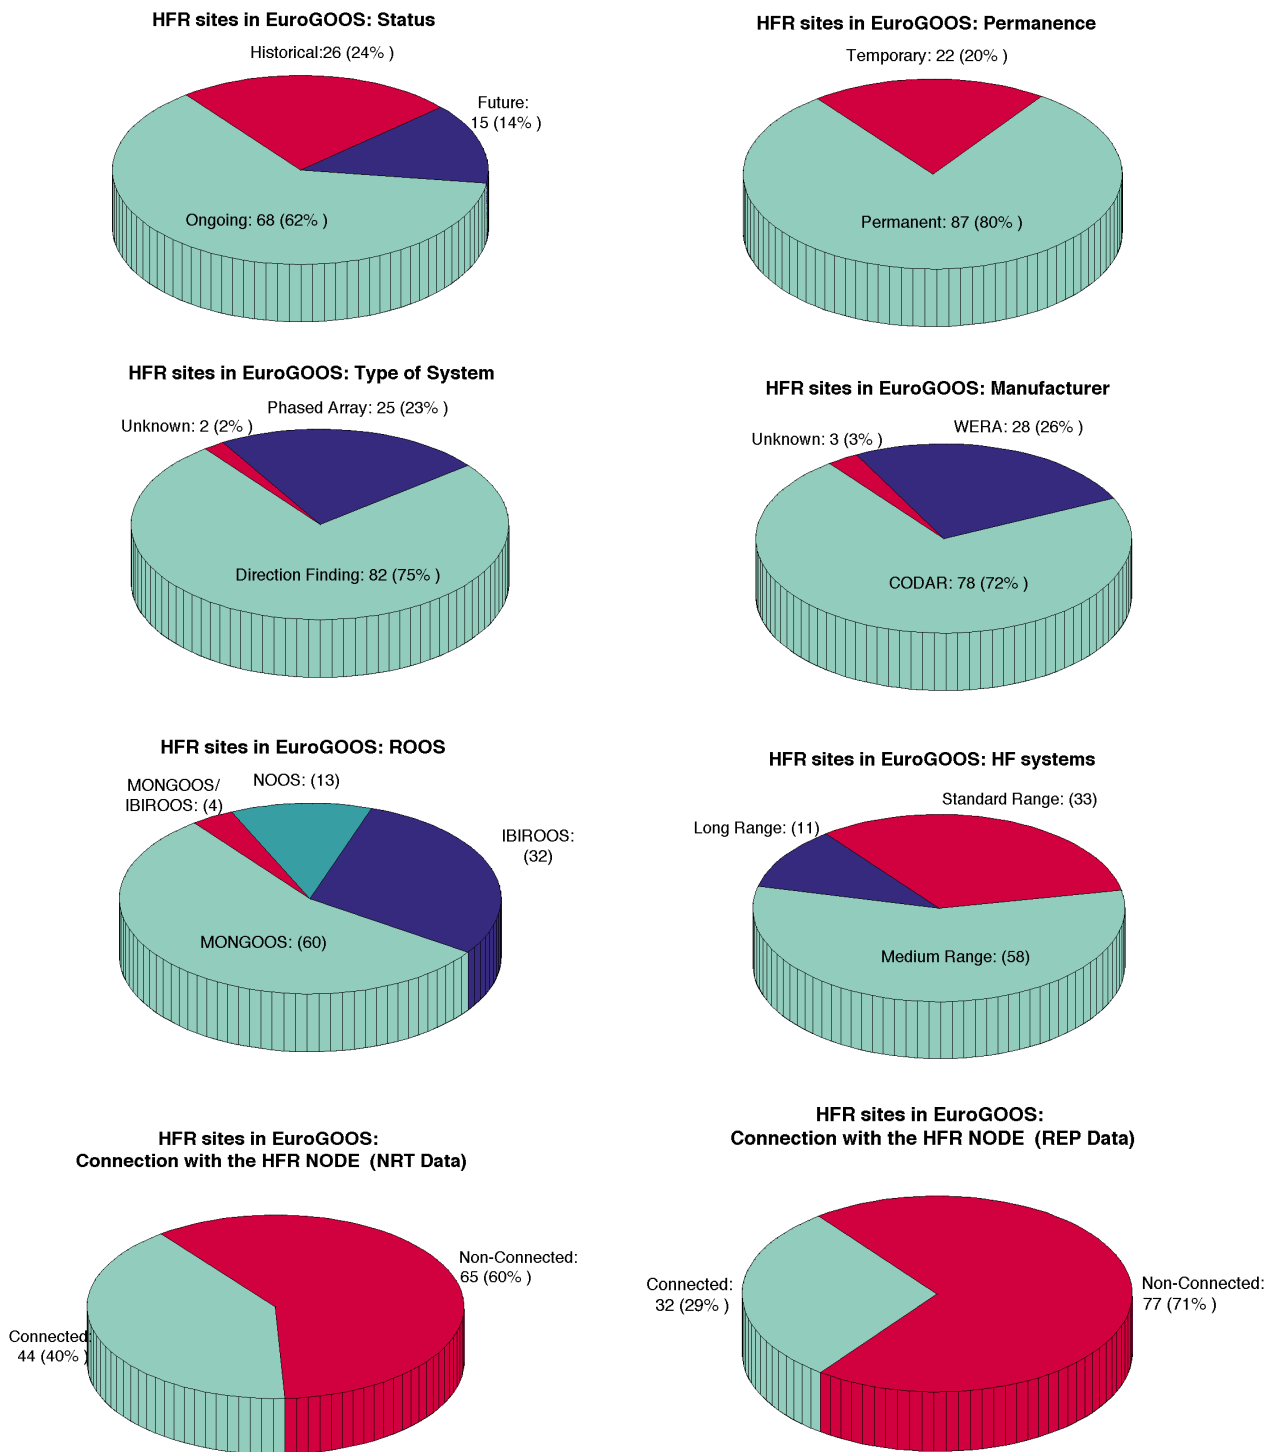 HFR sites in EuroGOOS: Status
Historical:26 (24% )
Future:
15 (14% )
Ongoing: 68 (62% )
HFR sites in EuroGOOS: Permanence
Temporary: 22 (20% )
Permanent: 87 (80% )
HFR sites in EuroGOOS: Type of System
Phased Array: 25 (23% )
Unknown: 2 (2% )
Direction Finding: 82 (75% )
HFR sites in EuroGOOS: Manufacturer
WERA: 28 (26% )
Unknown: 3 (3% )
CODAR: 78 (72% )
HFR sites in EuroGOOS: ROOS
MONGOOS/
IBIROOS: (4)
NOOS: (13)
IBIROOS:
(32)
MONGOOS: (60)
HFR sites in EuroGOOS: HF systems
Standard Range: (33)
Long Range: (11)
Medium Range: (58)
HFR sites in EuroGOOS:
Connection with the HFR NODE  (NRT Data)
Non-Connected:
65 (60% )
Connected:
44 (40% )
HFR sites in EuroGOOS:
Connection with the HFR NODE  (REP Data)
Connected:
32 (29% )
Non-Connected:
77 (71% )